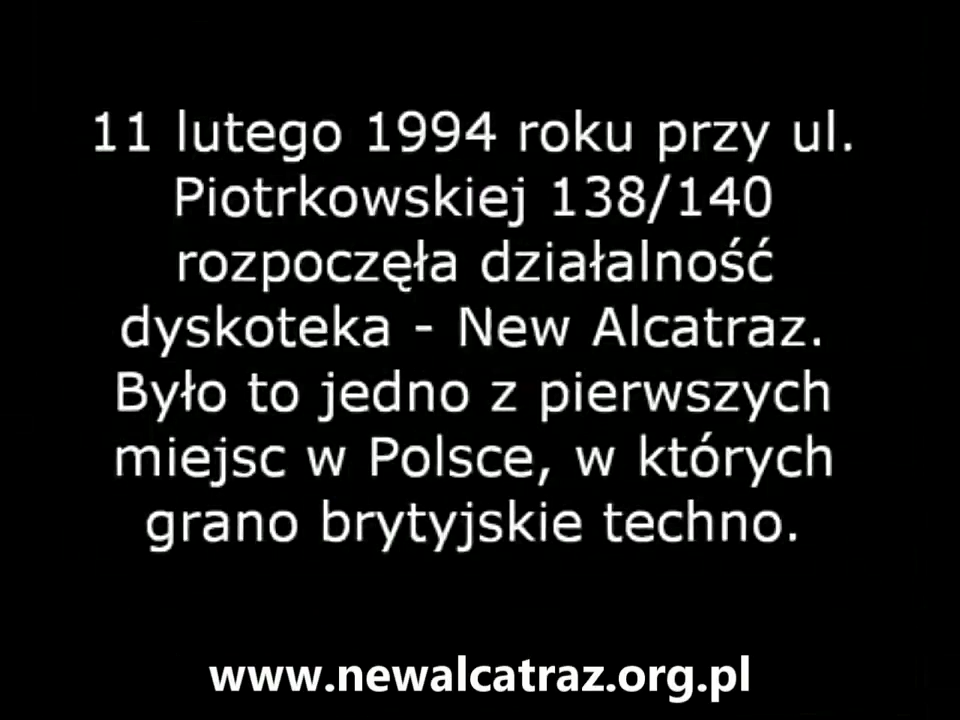 11 lutego 1994 roku przy ul.
Piotrkowskiej 138/140
rozpoczęła działalność
dyskoteka - New Alcatraz.
Było to jedno z pierwszych
miejsc w Polsce, w których
grano brytyjskie techno.
www.newalcatraz.org.pl